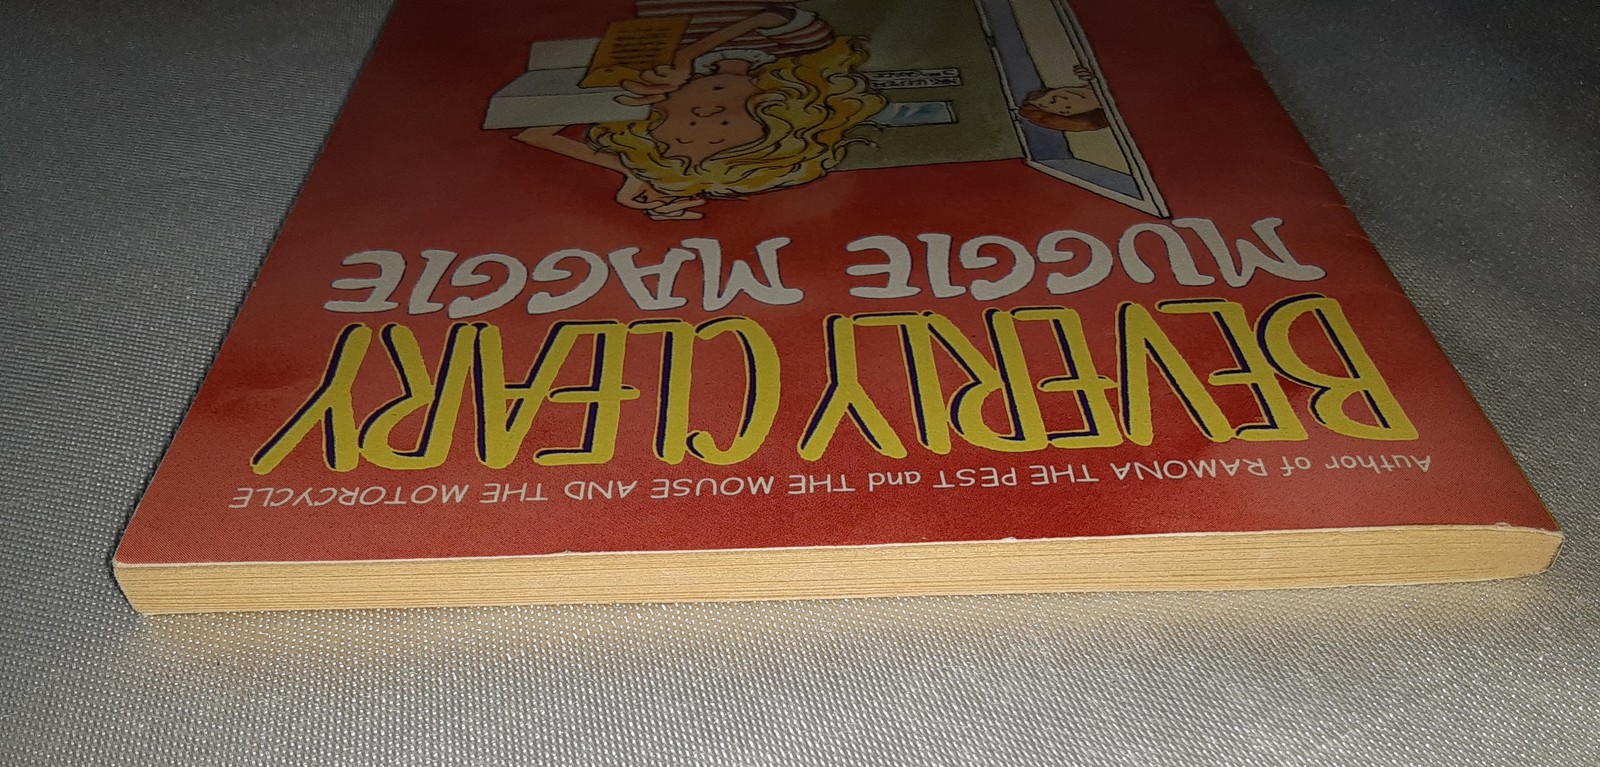 Author of RAMONA THE PEST and THE MOUSE AND THE MOTORCYCLE
BEVERLY CLEARY
MUGGIE MAGGIE